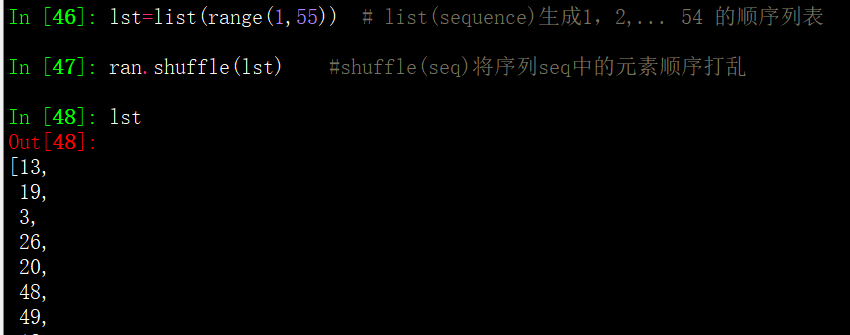 In [46]: lst=list(range(1,55))  # list(sequence)生成1，2,... 54 的顺序列表
In [47]: ran.shuffle(lst)    #shuffle(seq)将序列seq中的元素顺序打乱
In [48]: lst
Out[48]:
[13,
19,
3,
26,
20,
48,
49,